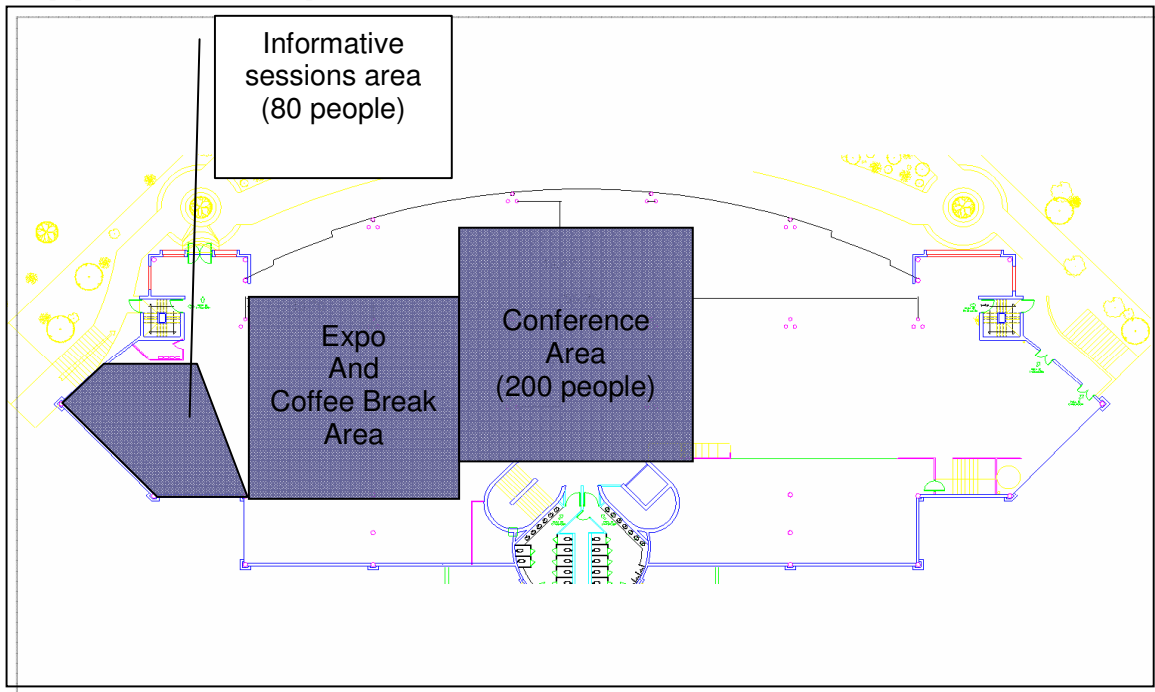 Informative
sessions area
(80 people)
Expo
And
Coffee Break
Area
Conference
Area
(200 people)